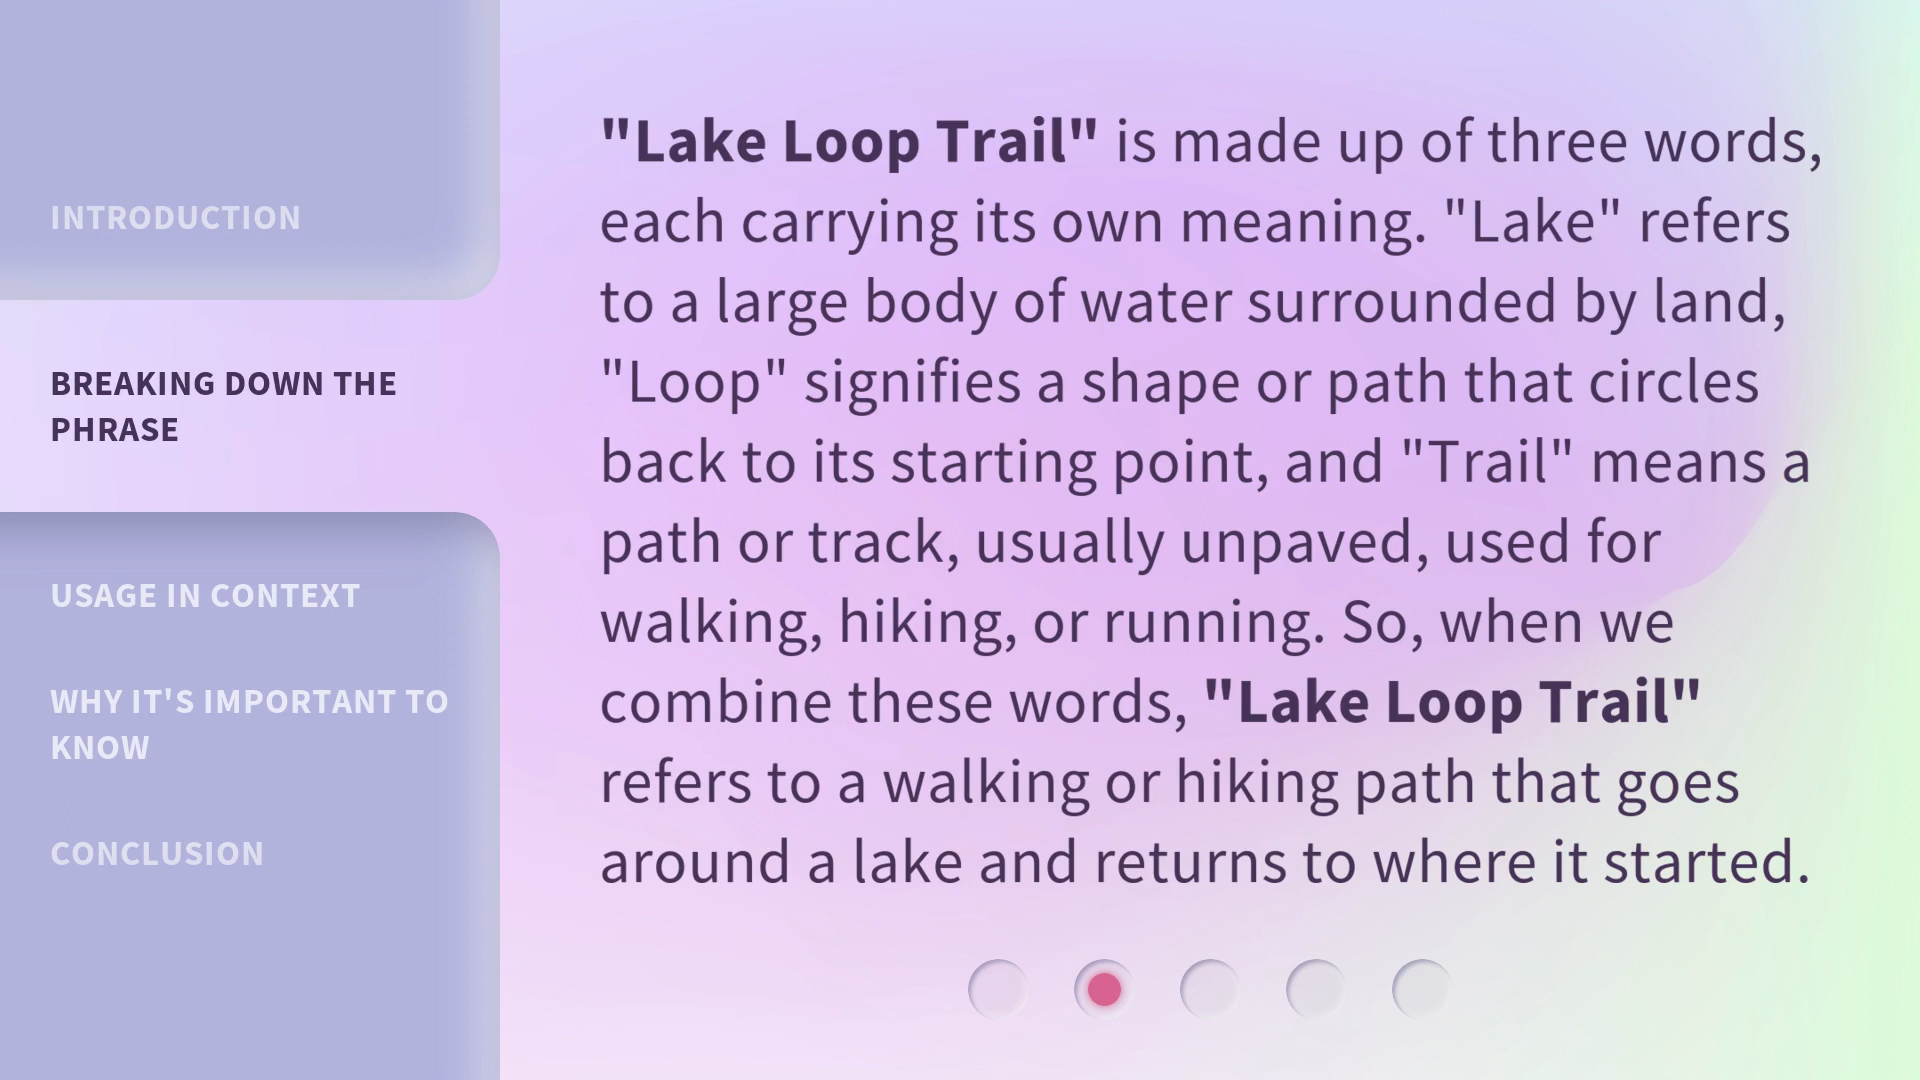 INTRODUCTION
BREAKING DOWN THE
PHRASE
USAGE IN CONTEXT
WHY IT'S IMPORTANT TO
KNOW
CONCLUSION
"Lake Loop Trail" is made up of three words,
each carrying its own meaning. "Lake" refers
to a large body of water surrounded by land,
"Loop" signifies a shape or path that circles
back to its starting point, and "Trail" means a
path or track, usually unpaved, used for
walking, hiking, or running. So, when we
combine these words, "Lake Loop Trail"
refers to a walking or hiking path that goes
around a lake and returns to where it started.